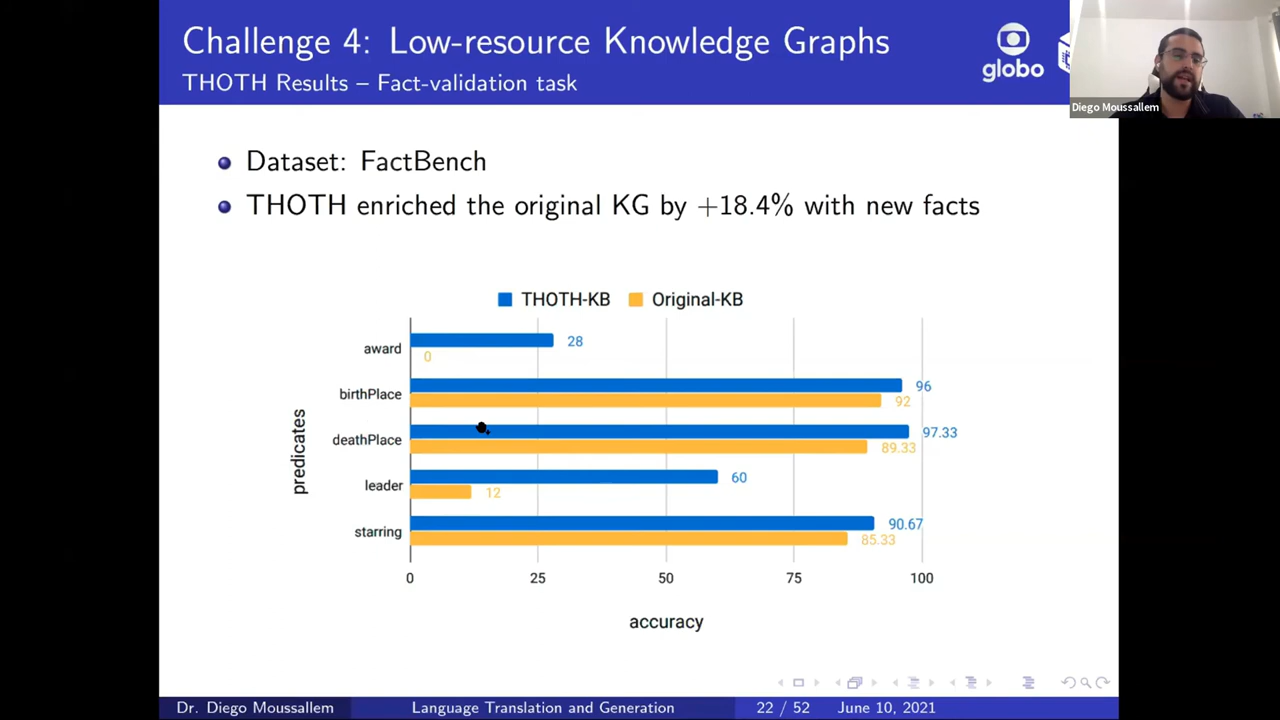 Challenge 4: Low-resource Knowledge Graphs
THOTH Results – Fact-validation task
globo
Diego Moussallem
Dataset: FactBench
THOTH enriched the original KG by +18.4% with new facts
THOTH-KB Original-KB
award 28
0
birthPlace 96
92
deathPlace 97.33
89.33
leader 60
12
starring 90.67
85.33
predicates
0 25 50 75 100
accuracy
Dr. Diego Moussallem Language Translation and Generation 22 / 52 June 10, 2021